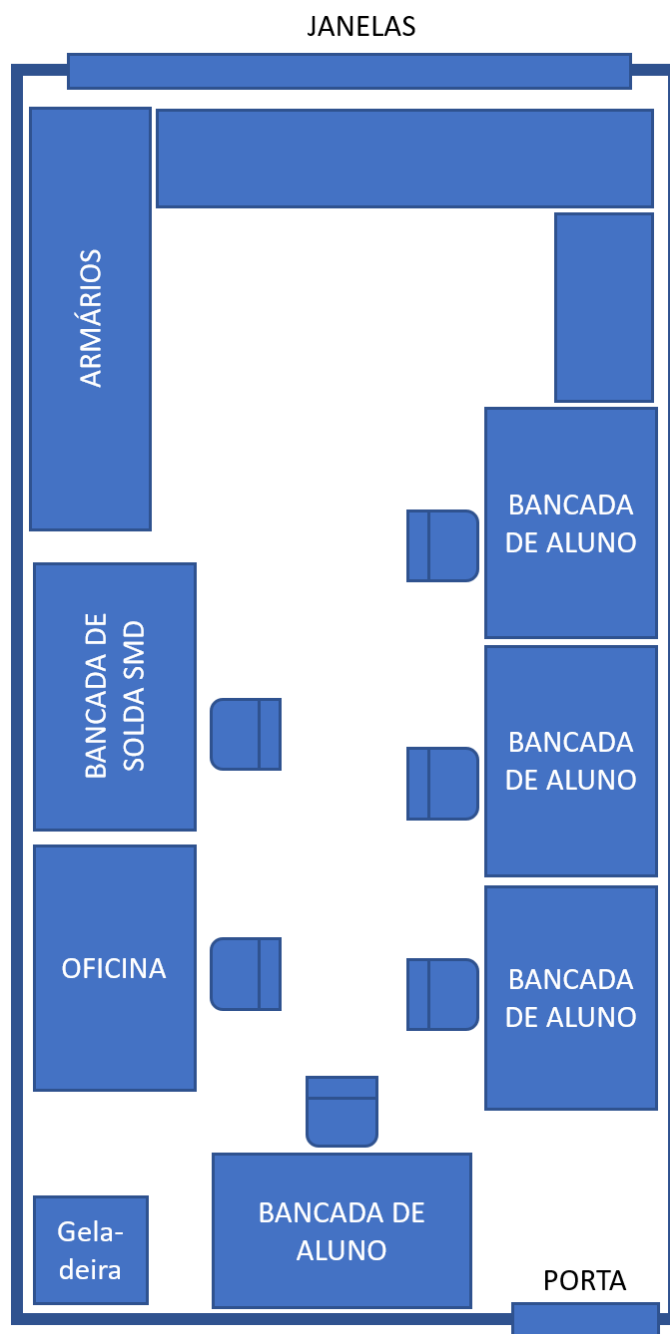 JANELAS
ARMÁRIOS
BANCADA
DE ALUNO
BANCADA DE
SOLDA SMD
BANCADA
DE ALUNO
OFICINA
BANCADA
DE ALUNO
BANCADA DE
ALUNO
Gela-
deira
PORTA